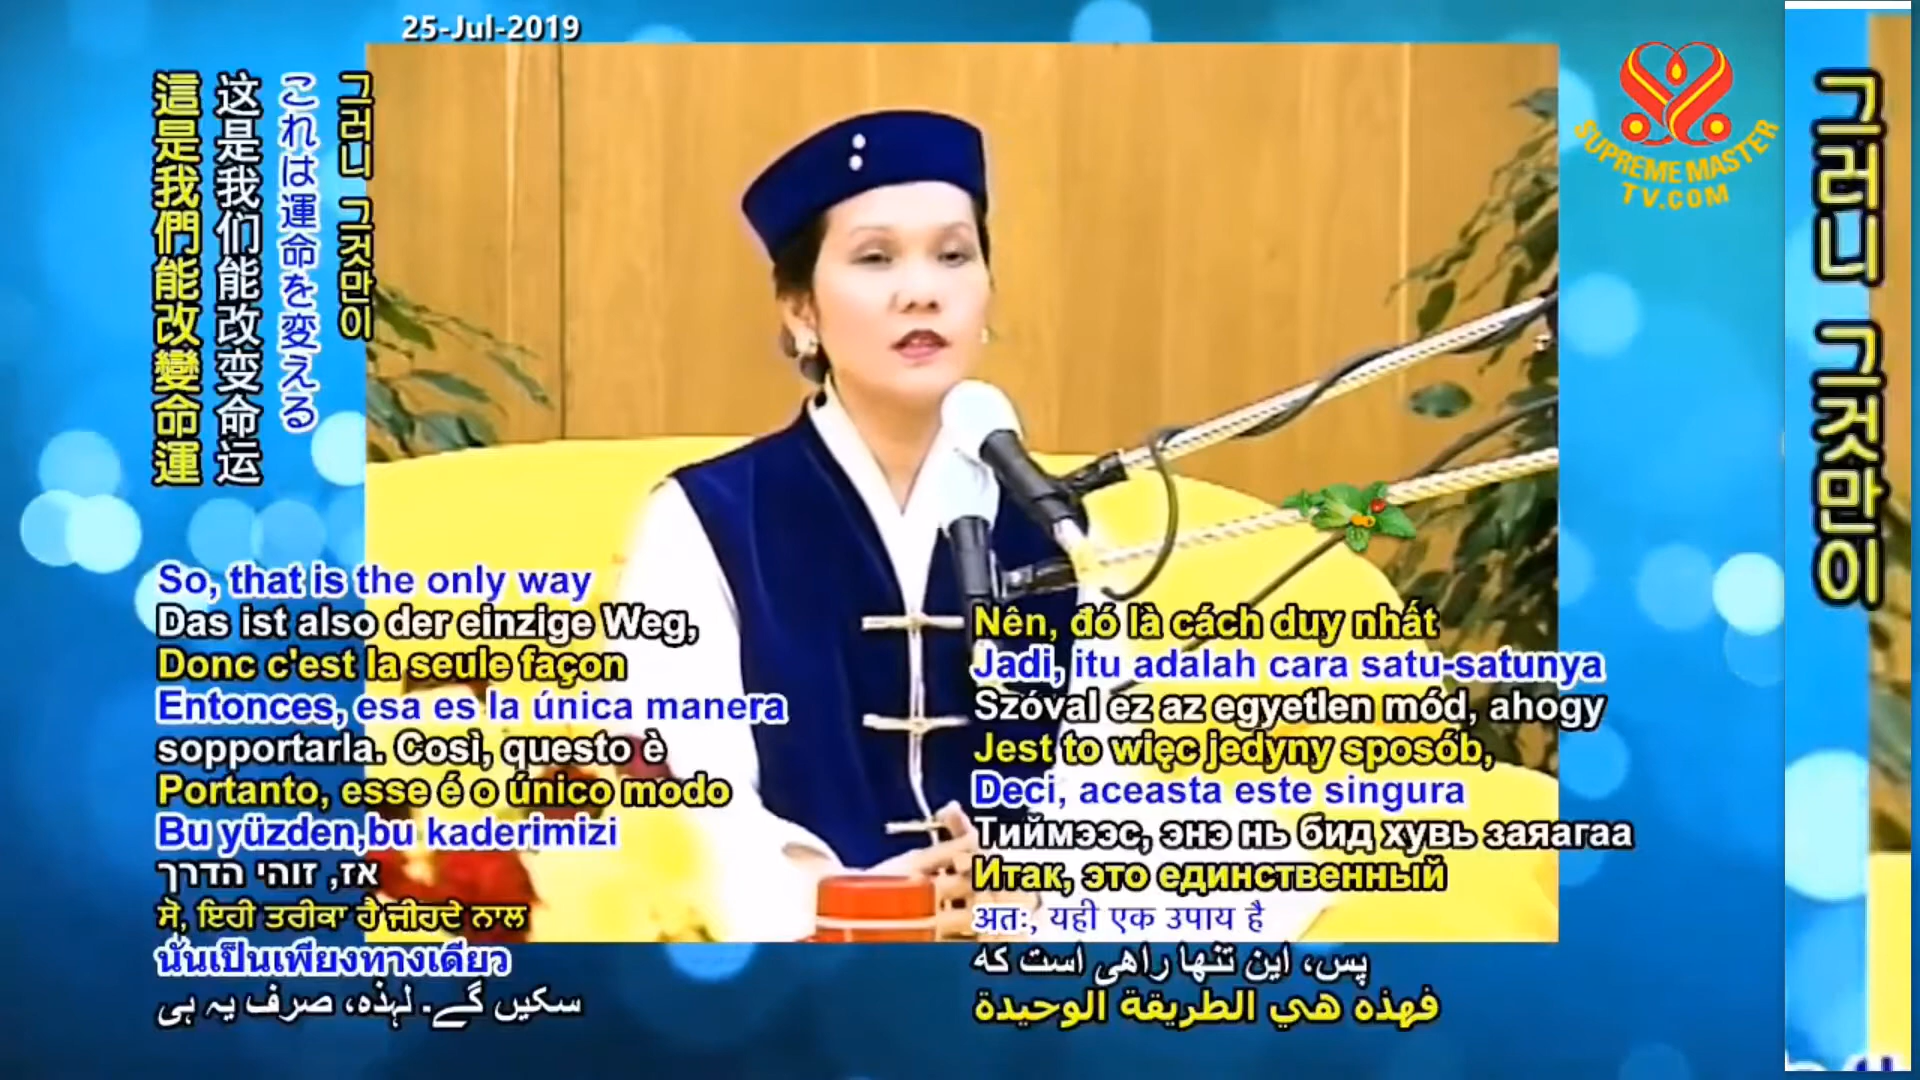 25-Jul-2019
這是我們能改變命運
这是我们能改变命运
これは運命を変える
그러니 그것만이
SUPREME MASTER
TV.COM
그러니 그것만이
So, that is the only way
Das ist also der einzige Weg,
Donc c'est la seule façon
Entonces, esa es la única manera
sopportarla. Così, questo è
Portanto, esse é o único modo
Bu yüzden,bu kaderimizi
אז, זוהי הדרך
ਸੋ, ਇਹੀ ਤਰੀਕਾ ਹੈ ਜੀਹਦੇ ਨਾਲ
นั่นเป็นเพียงทางเดียว
سکیں گے۔ لہٰذہ، صرف یہ ہی
Nên, đó là cách duy nhất
Jadi, itu adalah cara satu-satunya
Szóval ez az egyetlen mód, ahogy
Jest to więc jedyny sposób,
Deci, aceasta este singura
Тиймээс, энэ нь бид хувь заяагаа
Итак, это единственный
अतः, यही एक उपाय है
پس، این تنها راهی است که
فهذه هي الطريقة الوحيدة